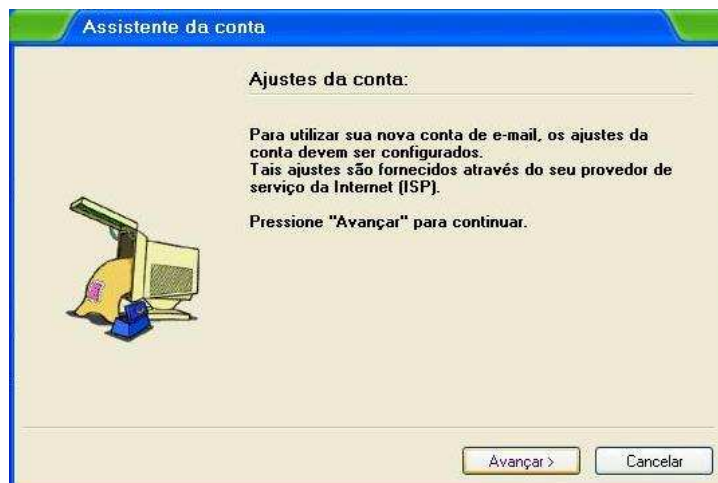 Assistente da conta
Ajustes da conta:
Para utilizar sua nova conta de e-mail, os ajustes da
conta devem ser configurados.
Tais ajustes são fornecidos através do seu provedor de
serviço da Internet (ISP).
Pressione "Avançar" para continuar.
Avançar >
Cancelar